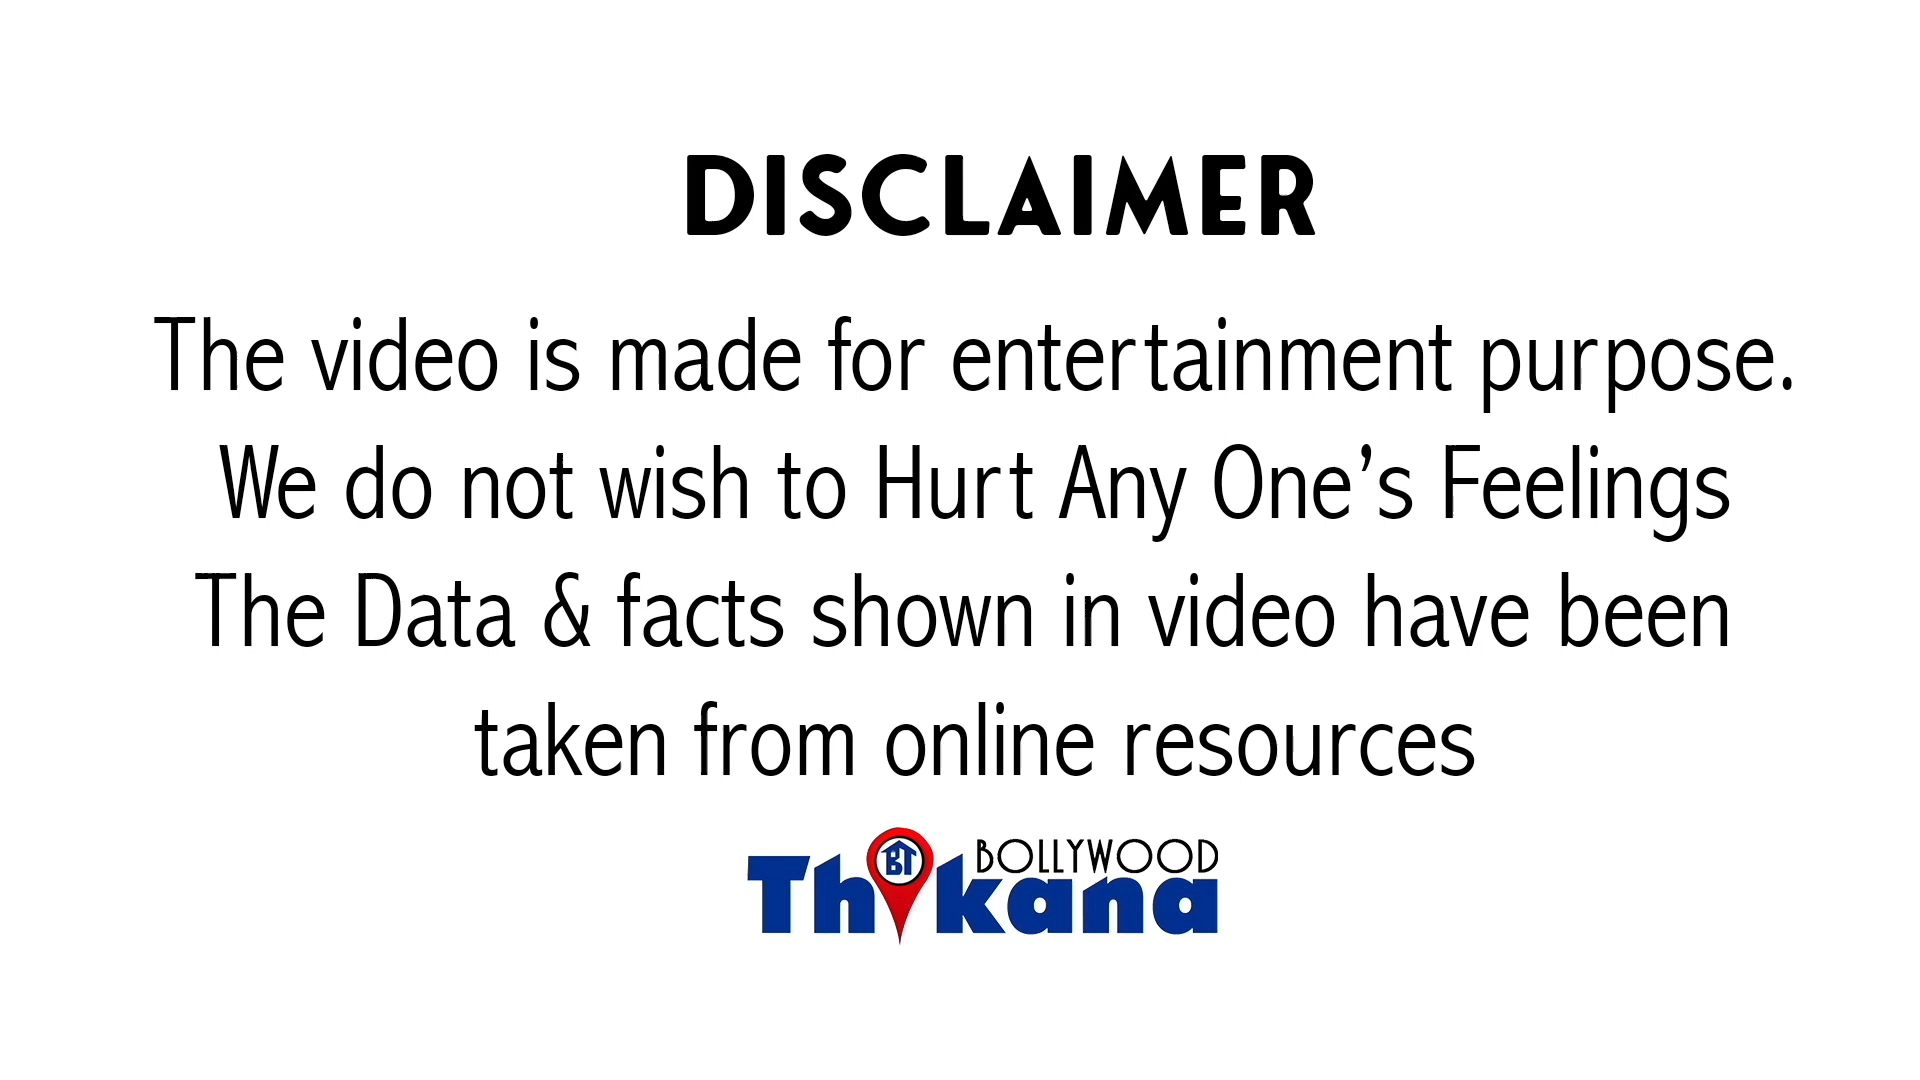 DISCLAIMER
The video is made for entertainment purpose.
We do not wish to Hurt Any One’s Feelings
The Data & facts shown in video have been
taken from online resources
BT
BOLLYWOOD
Thikana